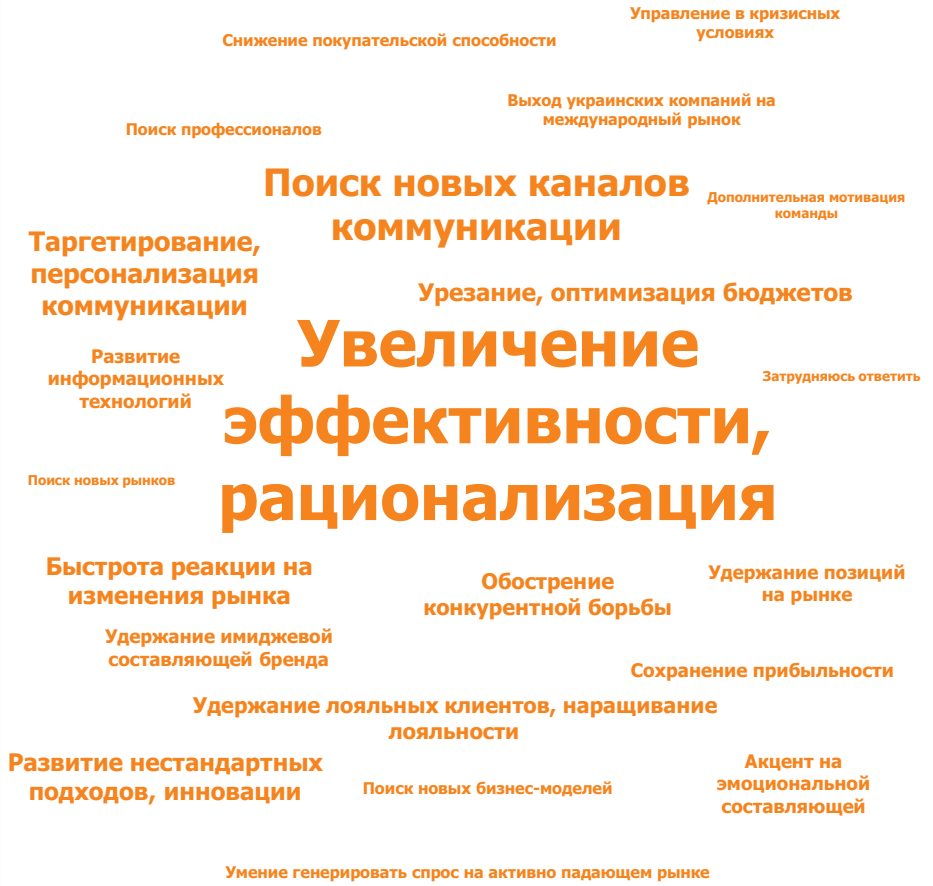 Управление в кризисных
условиях
Снижение покупательской способности
Выход украинских компаний на
международный рынок
Поиск профессионалов
Поиск новых каналов
коммуникации
Дополнительная мотивация
команды
Таргетирование,
персонализация
коммуникации
Урезание, оптимизация бюджетов
Увеличение
эффективности,
рационализация
Развитие
информационных
технологий
Затрудняюсь ответить
Поиск новых рынков
Быстрота реакции на
изменения рынка
Обострение
конкурентной борьбы
Удержание позиций
на рынке
Удержание имиджевой
составляющей бренда
Сохранение прибыльности
Удержание лояльных клиентов, наращивание
лояльности
Развитие нестандартных
подходов, инновации
Поиск новых бизнес-моделей
Акцент на
эмоциональной
составляющей
Умение генерировать спрос на активно падающем рынке